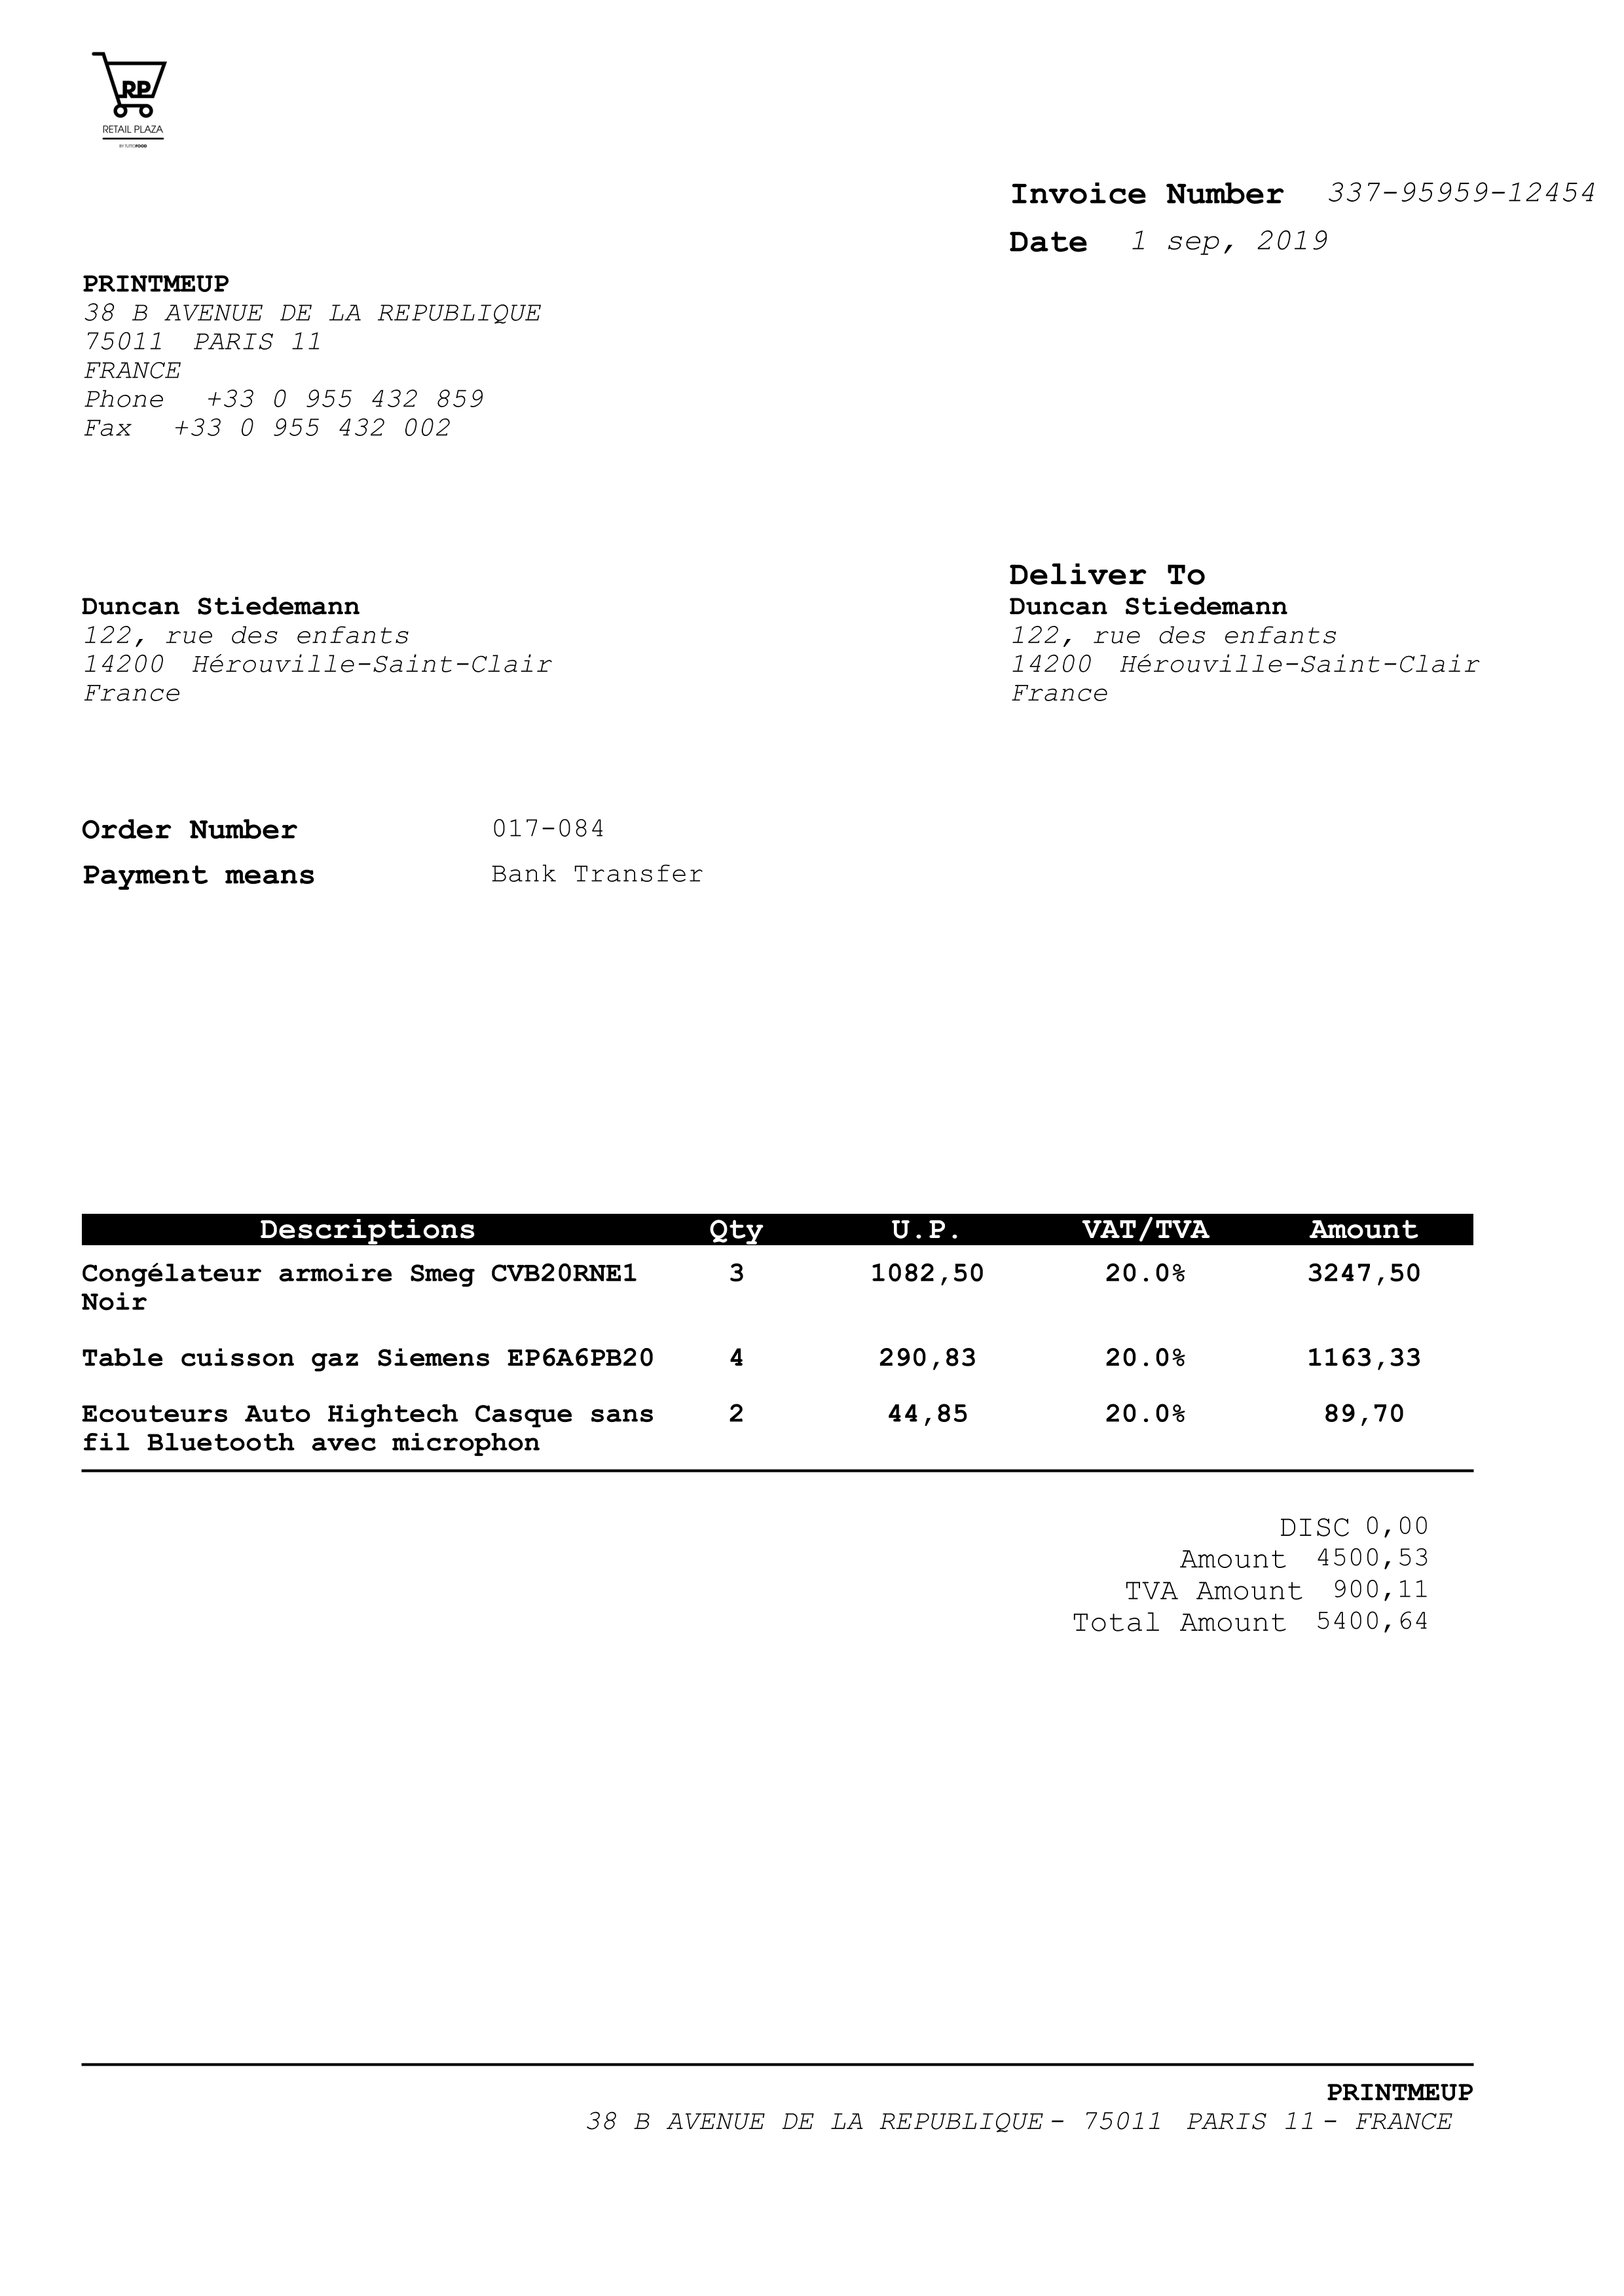 RP
RETAIL PLAZA
BY TUTTOFOOD
Invoice Number 337-95959-12454
Date 1 sep, 2019
PRINTMEUP
38 B AVENUE DE LA REPUBLIQUE
75011 PARIS 11
FRANCE
Phone +33 0 955 432 859
Fax +33 0 955 432 002
Deliver To
Duncan Stiedemann
122, rue des enfants
14200 Hérouville-Saint-Clair
France
Duncan Stiedemann
122, rue des enfants
14200 Hérouville-Saint-Clair
France
Order Number 017-084
Payment means Bank Transfer
Descriptions Qty U.P. VAT/TVA Amount
Congélateur armoire Smeg CVB20RNE1 3 1082,50 20.0% 3247,50
Noir
Table cuisson gaz Siemens EP6A6PB20 4 290,83 20.0% 1163,33
Ecouteurs Auto Hightech Casque sans 2 44,85 20.0% 89,70
fil Bluetooth avec microphon
DISC 0,00
Amount 4500,53
TVA Amount 900,11
Total Amount 5400,64
PRINTMEUP
38 B AVENUE DE LA REPUBLIQUE - 75011 PARIS 11 - FRANCE